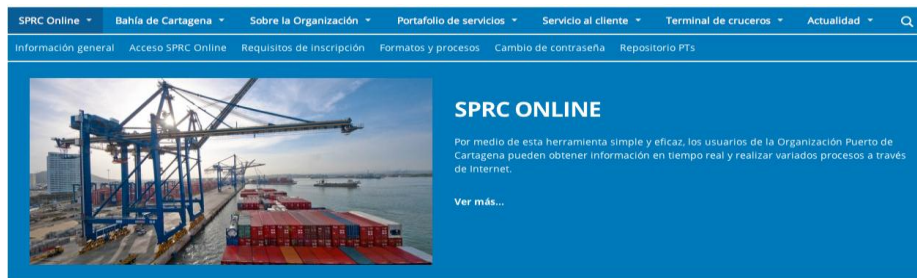 SPRC Online Bahía de Cartagena Sobre la Organización Portafolio de servicios Servicio al cliente Terminal de cruceros Actualidad
Información general Acceso SPRC Online Requisitos de inscripción Formatos y procesos Cambio de contraseña Repositorio PTs
SPRC ONLINE
Por medio de esta herramienta simple y eficaz, los usuarios de la Organización Puerto de
Cartagena pueden obtener información en tiempo real y realizar variados procesos a través
de Internet.
Ver más...